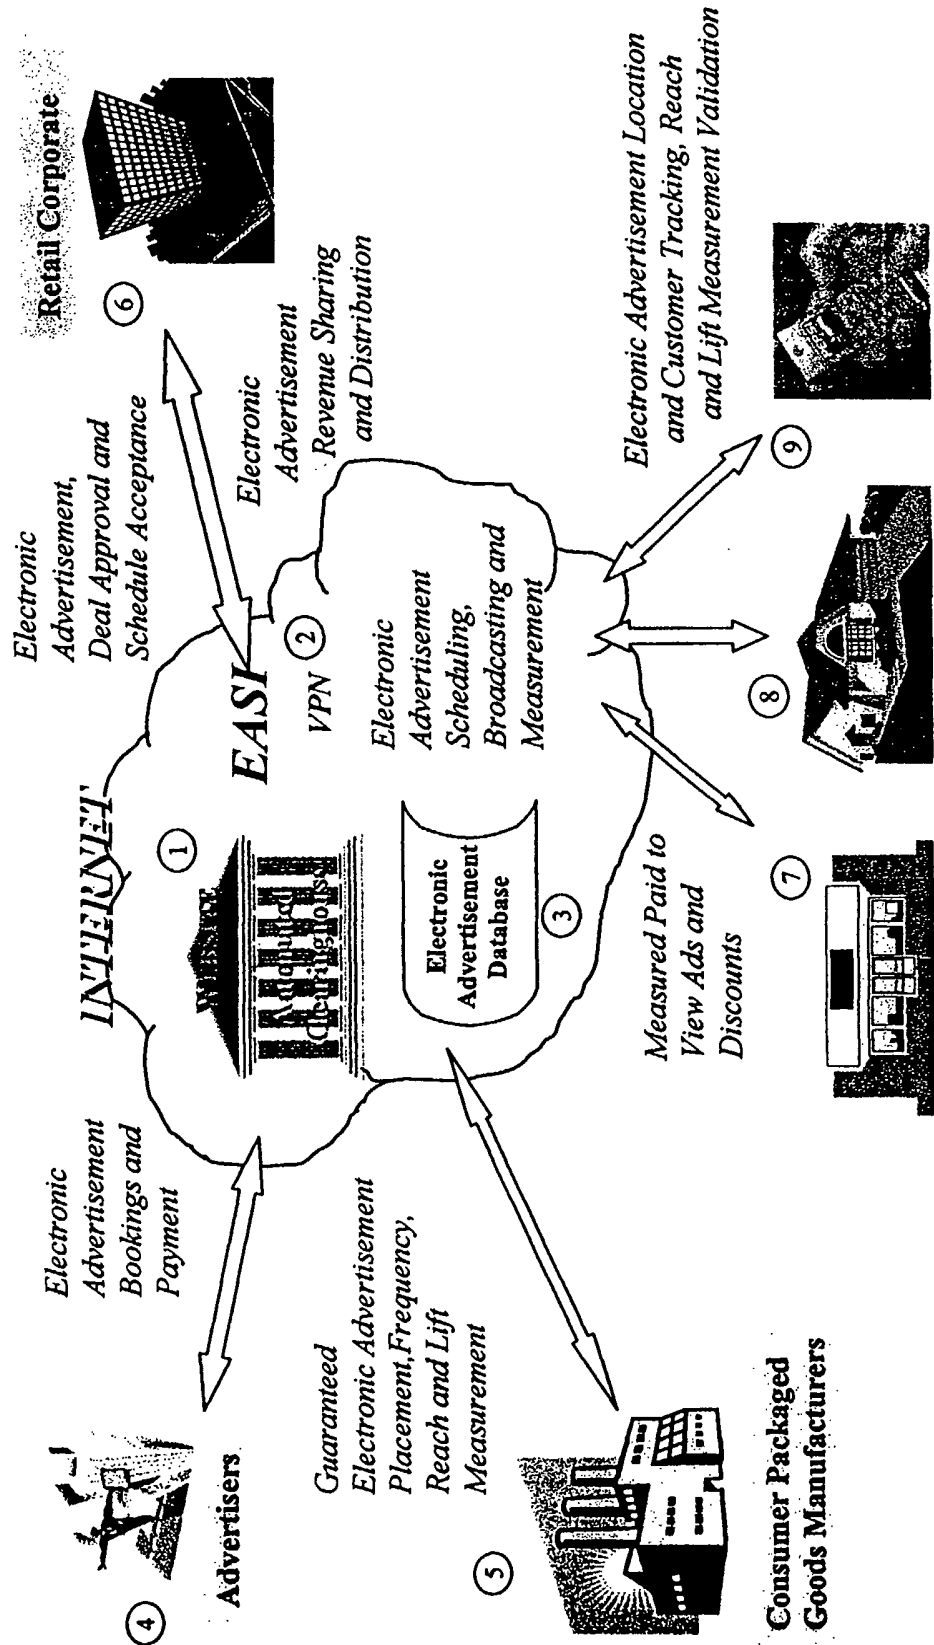 INTERNET
Electronic
Advertisement
Bookings and
Payment
4
Advertisers
Electronic
Advertisement,
Deal Approval and
Schedule Acceptance
Retail Corporate
6
1
WEBSENSE
Clearinghouse
EASI
VPN
2
Electronic
Advertisement
Revenue Sharing
and Distribution
Guaranteed
Electronic Advertisement
Placement,Frequency,
Reach and Lift
Measurement
5
Consumer Packaged
Goods Manufacturers
Electronic
Advertisement
Database
3
Electronic
Advertisement
Scheduling,
Broadcasting and
Measurement
Measured Paid to
View Ads and
Discounts
7
8
Electronic Advertisement Location
and Customer Tracking, Reach
and Lift Measurement Validation
9